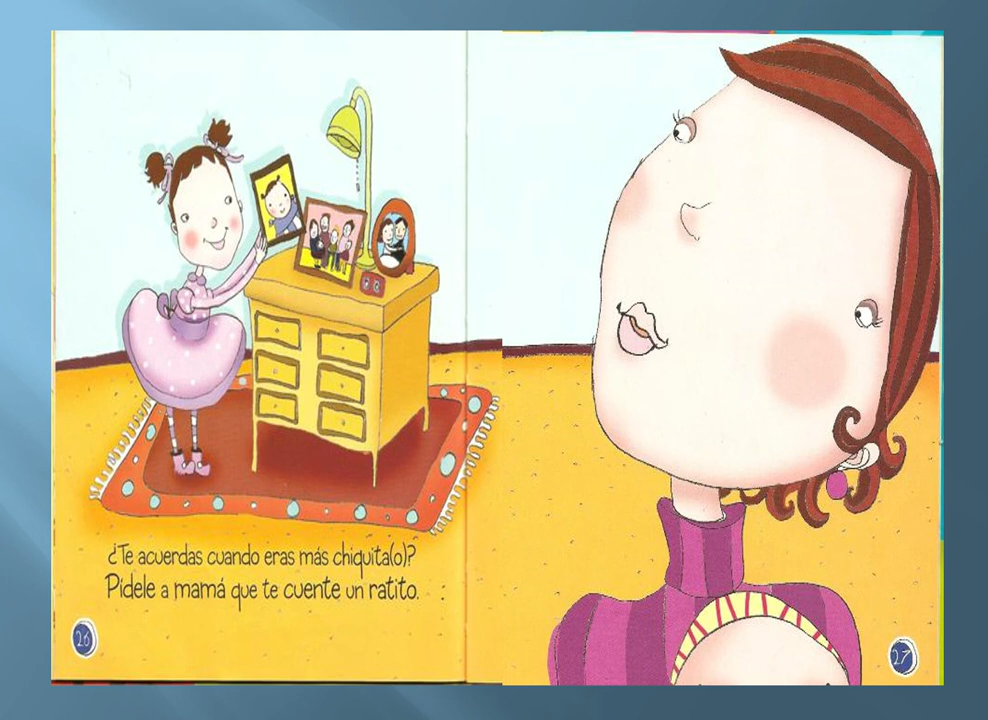 ¿Te acuerdas cuando eras más chiquita(o)?
Pídele a mamá que te cuente un ratito.
26
27